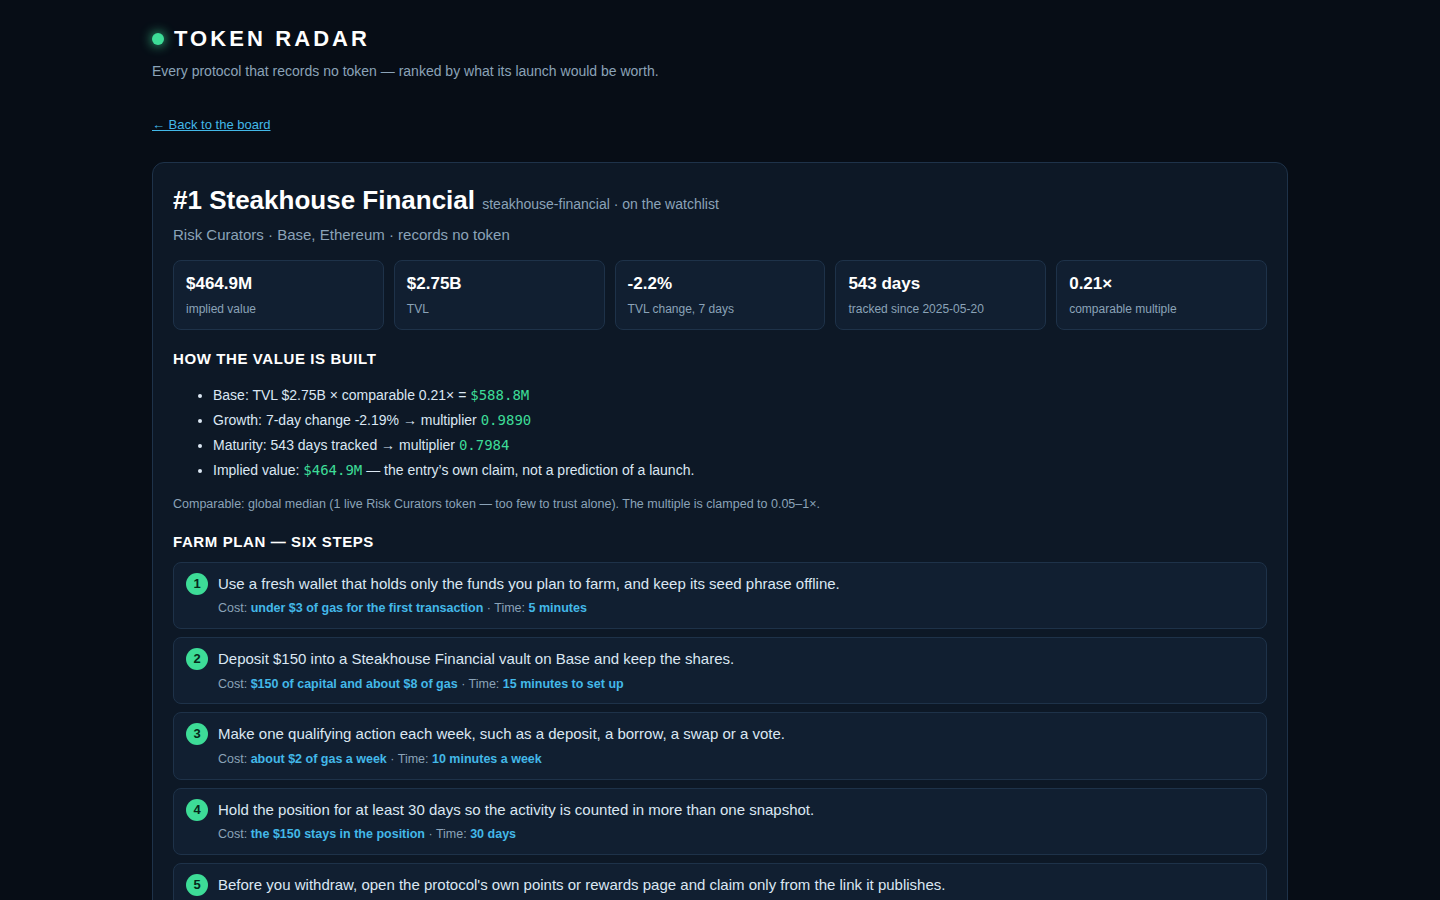 TOKEN RADAR
Every protocol that records no token — ranked by what its launch would be worth.
← Back to the board
#1 Steakhouse Financial steakhouse-financial · on the watchlist
Risk Curators · Base, Ethereum · records no token
$464.9M
implied value
$2.75B
TVL
-2.2%
TVL change, 7 days
543 days
tracked since 2025-05-20
0.21×
comparable multiple
HOW THE VALUE IS BUILT
• Base: TVL $2.75B × comparable 0.21× = $588.8M
• Growth: 7-day change -2.19% → multiplier 0.9890
• Maturity: 543 days tracked → multiplier 0.7984
• Implied value: $464.9M — the entry's own claim, not a prediction of a launch.
Comparable: global median (1 live Risk Curators token — too few to trust alone). The multiple is clamped to 0.05–1×.
FARM PLAN — SIX STEPS
1 Use a fresh wallet that holds only the funds you plan to farm, and keep its seed phrase offline.
Cost: under $3 of gas for the first transaction · Time: 5 minutes
2 Deposit $150 into a Steakhouse Financial vault on Base and keep the shares.
Cost: $150 of capital and about $8 of gas · Time: 15 minutes to set up
3 Make one qualifying action each week, such as a deposit, a borrow, a swap or a vote.
Cost: about $2 of gas a week · Time: 10 minutes a week
4 Hold the position for at least 30 days so the activity is counted in more than one snapshot.
Cost: the $150 stays in the position · Time: 30 days
5 Before you withdraw, open the protocol's own points or rewards page and claim only from the link it publishes.